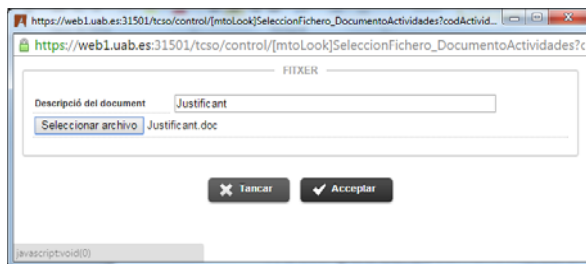 https://web1.uab.es:31501/tcso/control/[mtoLook]SeleccionFichero_DocumentoActividades?codActivid...
https://web1.uab.es:31501/tcso/control/[mtoLook]SeleccionFichero_DocumentoActividades?c
FITXER
Descripció del document Justificant
Seleccionar archivo Justificant.doc
Tancar Acceptar
javascript:void(0)